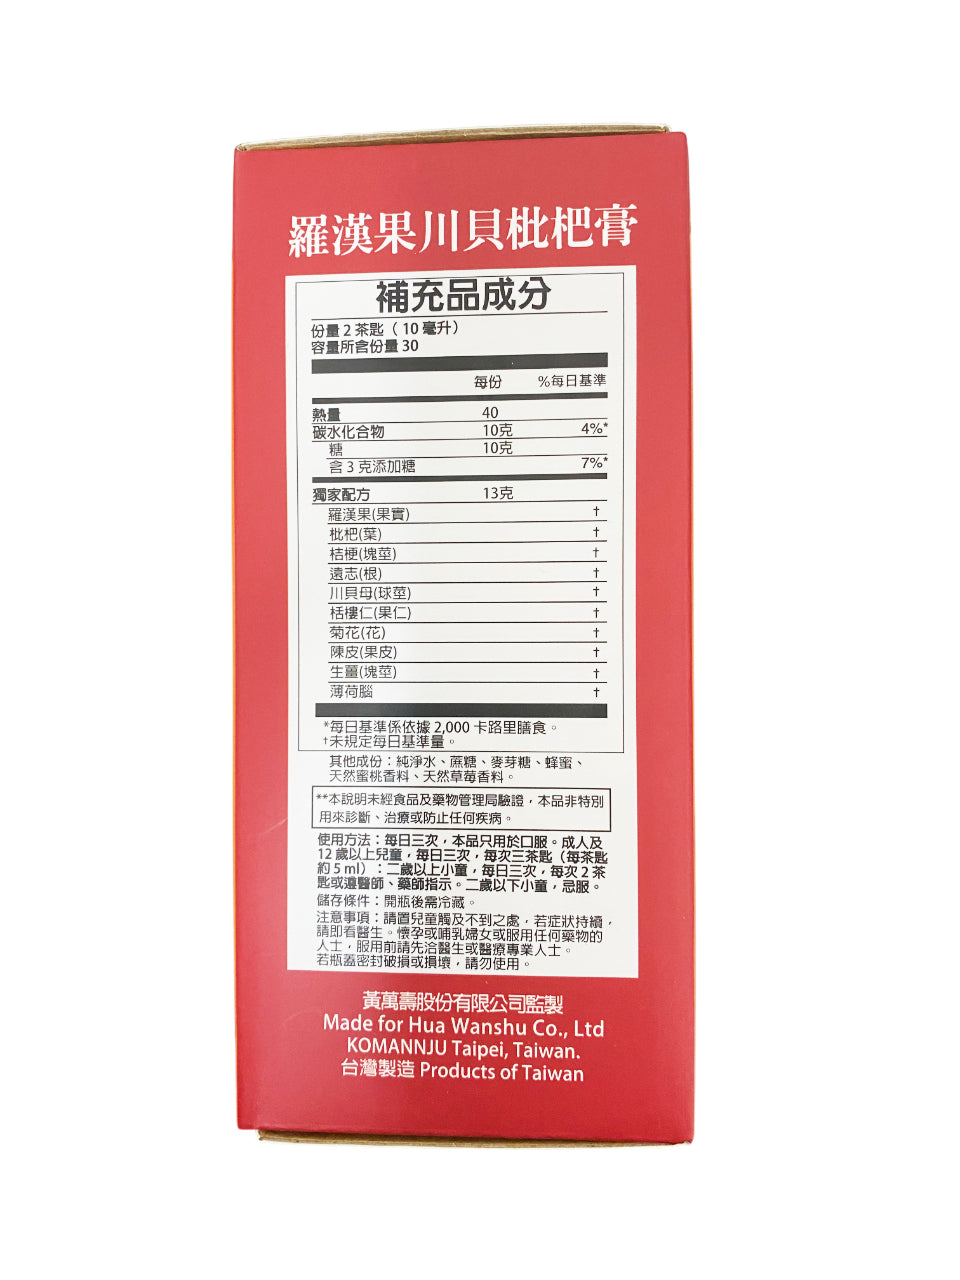 羅漢果川貝枇杷膏
補充品成分
份量 2 茶匙（ 10 毫升）
容量所含份量 30
每份 %每日基準
熱量 40
碳水化合物 10克 4%*
糖 10克
含 3 克添加糖 7%*
獨家配方 13克
羅漢果(果實) †
枇杷(葉) †
桔梗(塊莖) †
遠志(根) †
川貝母(球莖) †
栝樓仁(果仁) †
菊花(花) †
陳皮(果皮) †
生薑(塊莖) †
薄荷腦 †
*每日基準係依據 2,000 卡路里膳食。
†未規定每日基準量。
其他成份：純淨水、蔗糖、麥芽糖、蜂蜜、
天然蜜桃香料、天然草莓香料。
**本說明未經食品及藥物管理局驗證，本品非特別
用來診斷、治療或防止任何疾病。
使用方法：每日三次，本品只用於口服。成人及
12 歲以上兒童，每日三次，每次三茶匙（每茶匙
約 5 ml）：二歲以上小童，每日三次，每次 2 茶
匙或遵醫師、藥師指示。二歲以下小童，忌服。
儲存條件：開瓶後需冷藏。
注意事項：請置兒童觸及不到之處，若症狀持續，
請即看醫生。懷孕或哺乳婦女或服用任何藥物的
人士，服用前請先洽醫生或醫療專業人士。
若瓶蓋密封破損或損壞，請勿使用。
黃萬壽股份有限公司監製
Made for Hua Wanshu Co., Ltd
KOMANNJU Taipei, Taiwan.
台灣製造 Products of Taiwan